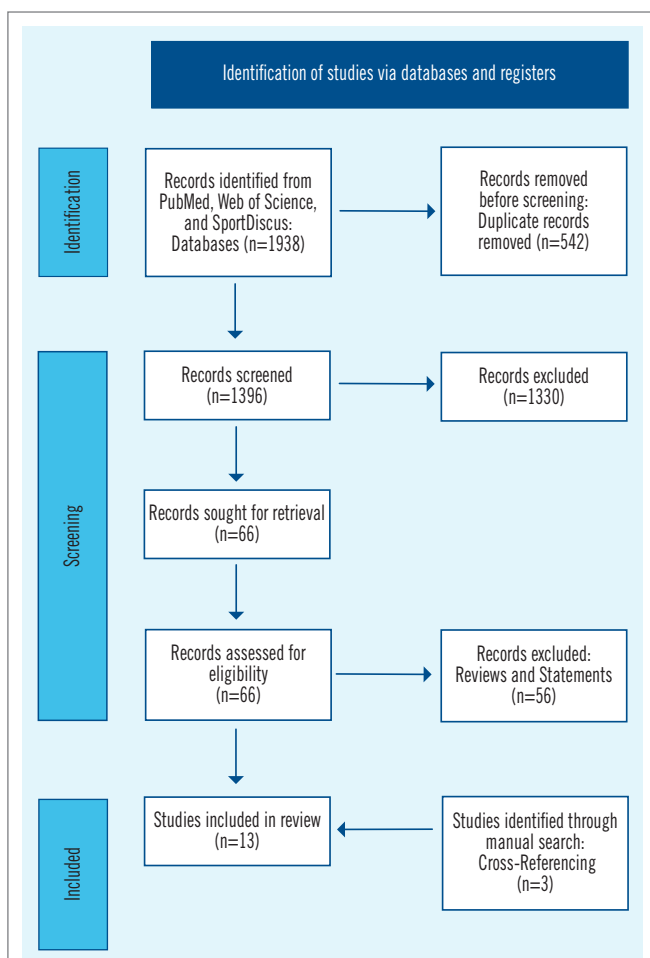 Identification of studies via databases and registers
Identification
Records identified from
PubMed, Web of Science,
and SportDiscus:
Databases (n=1938)
Records removed
before screening:
Duplicate records
removed (n=542)
Screening
Records screened
(n=1396)
Records excluded
(n=1330)
Records sought for retrieval
(n=66)
Records assessed for
eligibility
(n=66)
Records excluded:
Reviews and Statements
(n=56)
Included
Studies included in review
(n=13)
Studies identified through
manual search:
Cross-Referencing
(n=3)